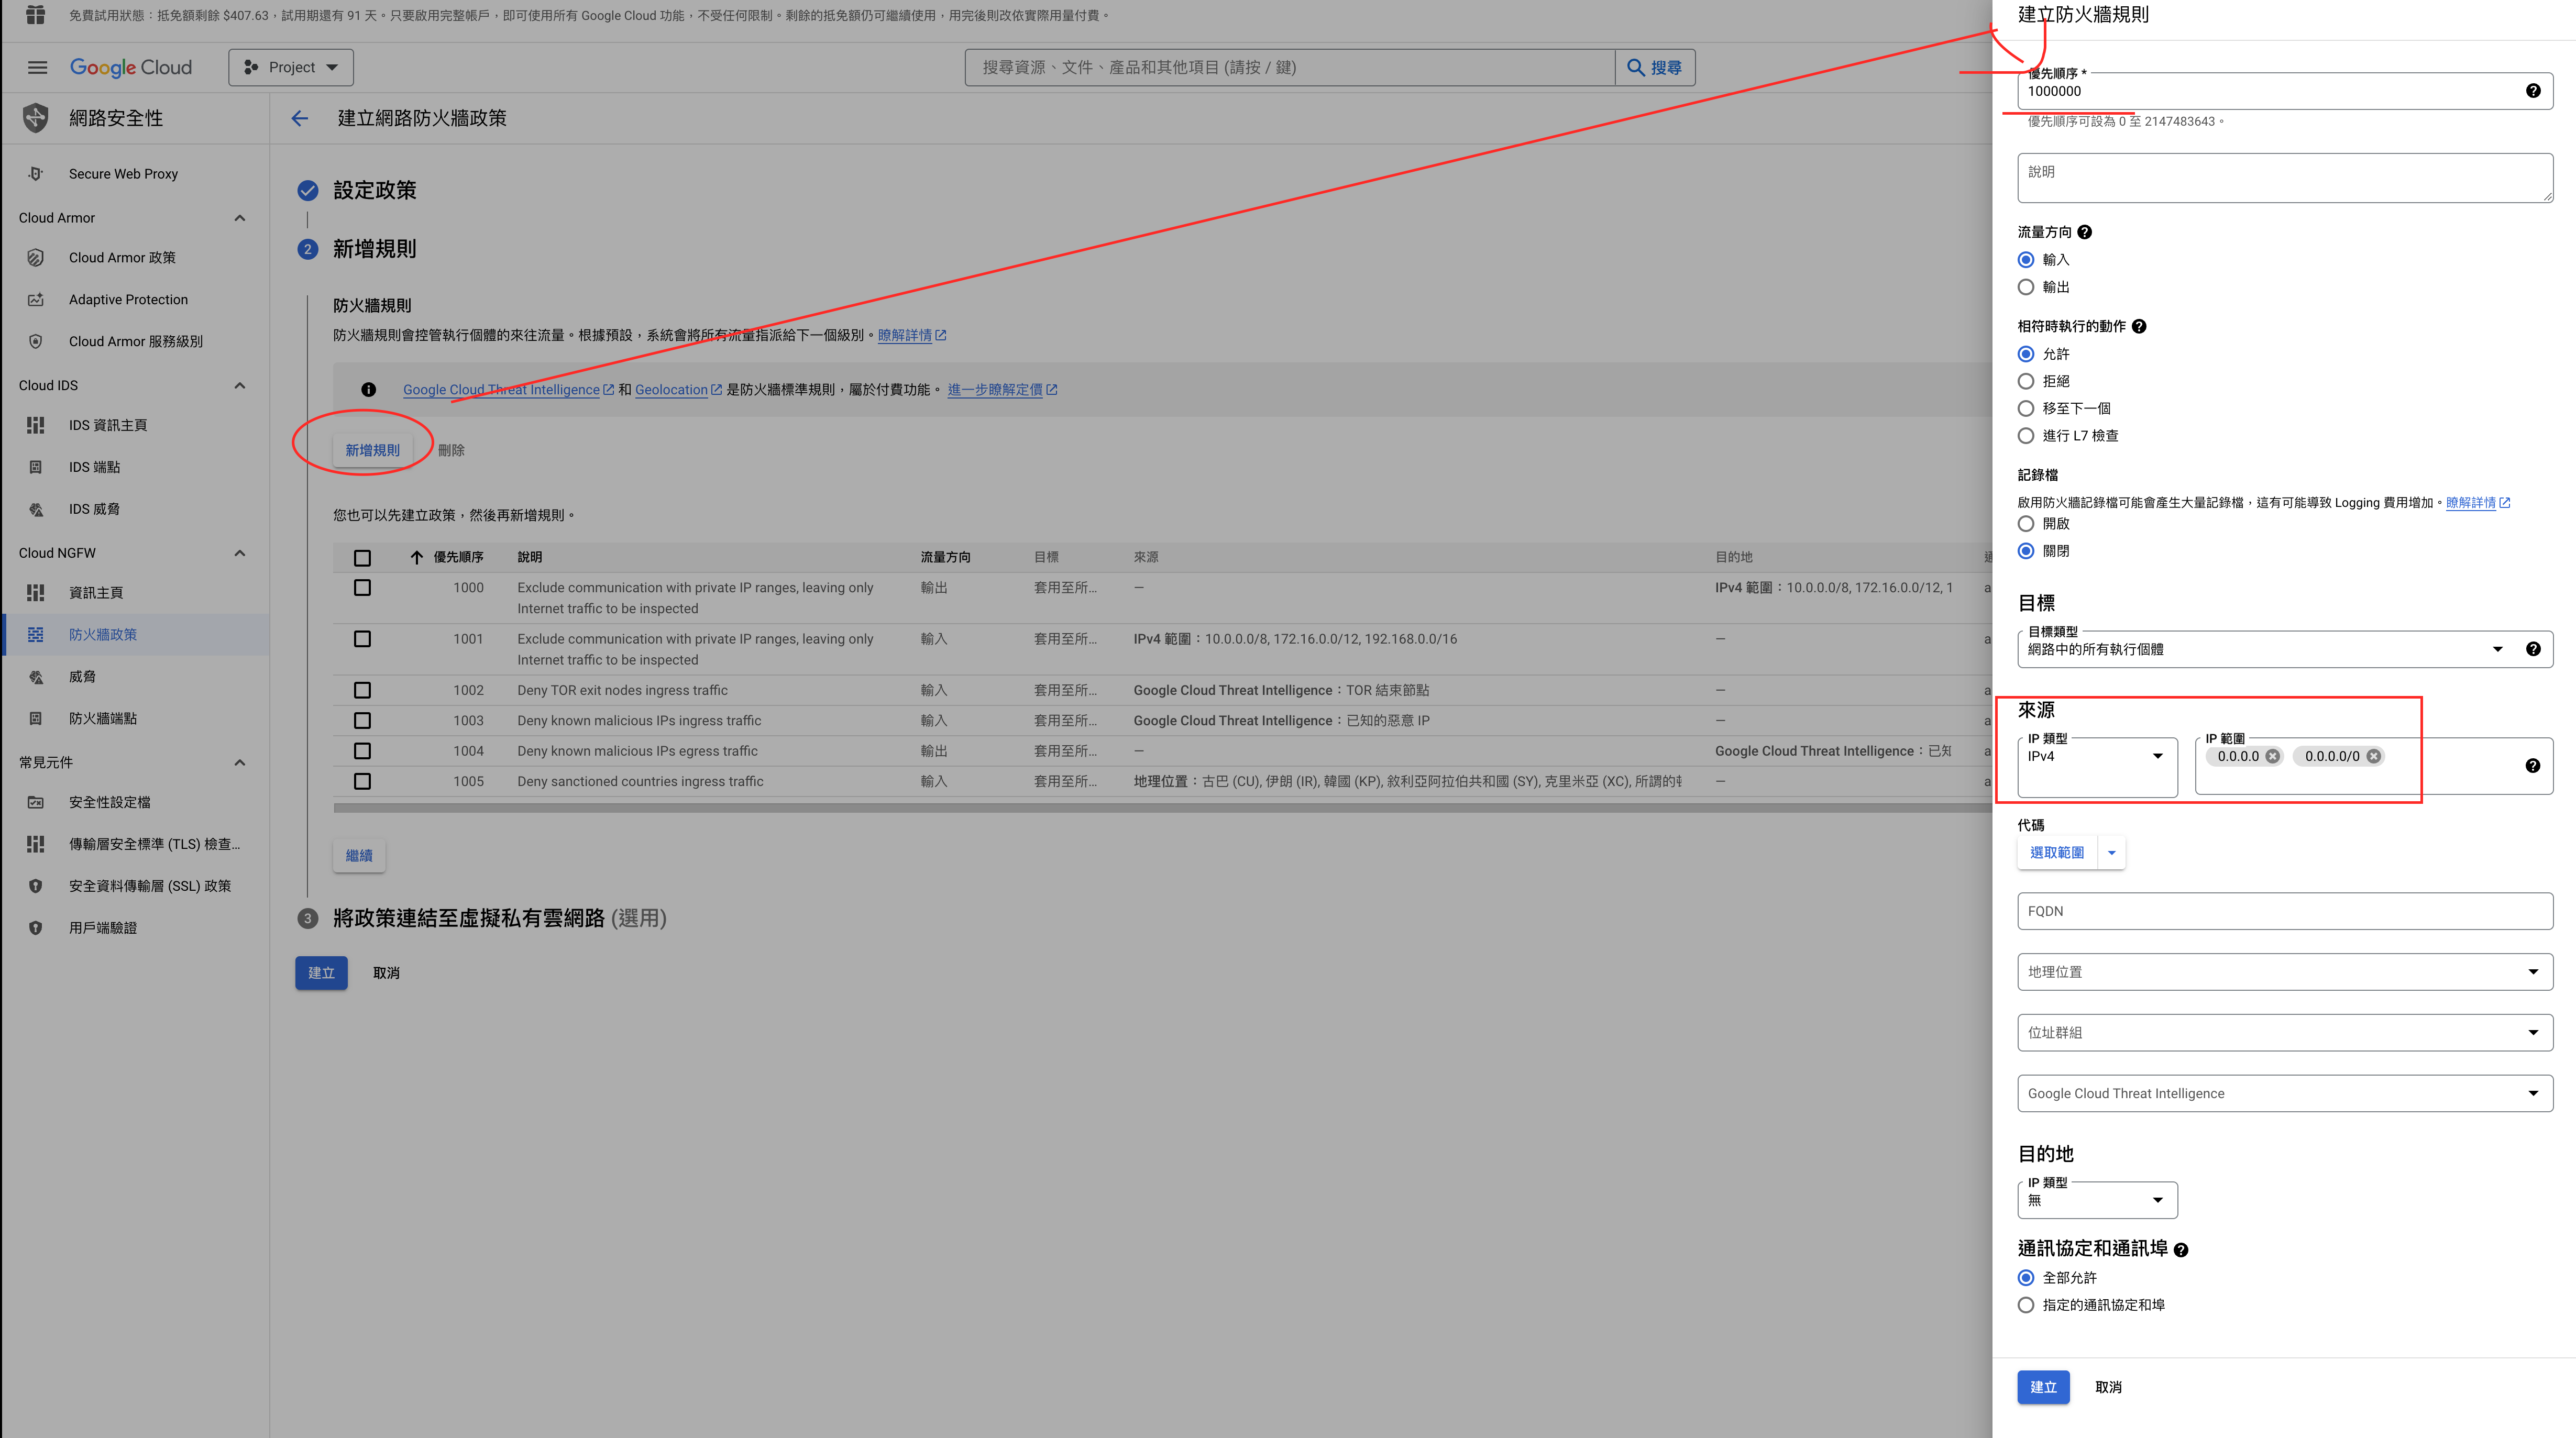 免費試用狀態：抵免額剩餘 $407.63，試用期還有 91 天。只要啟用完整帳戶，即可使用所有 Google Cloud 功能，不受任何限制。剩餘的抵免額仍可繼續使用，用完後則改依實際用量付費。
Google Cloud
Project
搜尋資源、文件、產品和其他項目 (請按 / 鍵)
搜尋
網路安全性
Secure Web Proxy
Cloud Armor
Cloud Armor 政策
Adaptive Protection
Cloud Armor 服務級別
Cloud IDS
IDS 資訊主頁
IDS 端點
IDS 威脅
Cloud NGFW
資訊主頁
防火牆政策
威脅
防火牆端點
常見元件
安全性設定檔
傳輸層安全標準 (TLS) 檢查...
安全資料傳輸層 (SSL) 政策
用戶端驗證
建立網路防火牆政策
設定政策
2 新增規則
防火牆規則
防火牆規則會控管執行個體的來往流量。根據預設，系統會將所有流量指派給下一個級別。瞭解詳情
Google Cloud Threat Intelligence 和 Geolocation 是防火牆標準規則，屬於付費功能。 進一步瞭解定價
新增規則 刪除
您也可以先建立政策，然後再新增規則。
優先順序 說明 流量方向 目標 來源 目的地
1000 Exclude communication with private IP ranges, leaving only Internet traffic to be inspected 輸出 套用至所... — IPv4 範圍：10.0.0.0/8, 172.16.0.0/12, 1 a
1001 Exclude communication with private IP ranges, leaving only Internet traffic to be inspected 輸入 套用至所... IPv4 範圍：10.0.0.0/8, 172.16.0.0/12, 192.168.0.0/16 — a
1002 Deny TOR exit nodes ingress traffic 輸入 套用至所... Google Cloud Threat Intelligence：TOR 結束節點 — a
1003 Deny known malicious IPs ingress traffic 輸入 套用至所... Google Cloud Threat Intelligence：已知的惡意 IP — a
1004 Deny known malicious IPs egress traffic 輸出 套用至所... — Google Cloud Threat Intelligence：已知 a
1005 Deny sanctioned countries ingress traffic 輸入 套用至所... 地理位置：古巴 (CU), 伊朗 (IR), 韓國 (KP), 敘利亞阿拉伯共和國 (SY), 克里米亞 (XC), 所謂的 — a
繼續
3 將政策連結至虛擬私有雲網路 (選用)
建立 取消
建立防火牆規則
優先順序 *
1000000
優先順序可設為 0 至 2147483643。
說明
流量方向
輸入
輸出
相符時執行的動作
允許
拒絕
移至下一個
進行 L7 檢查
記錄檔
啟用防火牆記錄檔可能會產生大量記錄檔，這有可能導致 Logging 費用增加。瞭解詳情
開啟
關閉
目標
目標類型
網路中的所有執行個體
來源
IP 類型
IPv4
IP 範圍
0.0.0.0 0.0.0.0/0
代碼
選取範圍
FQDN
地理位置
位址群組
Google Cloud Threat Intelligence
目的地
IP 類型
無
通訊協定和通訊埠
全部允許
指定的通訊協定和埠
建立 取消